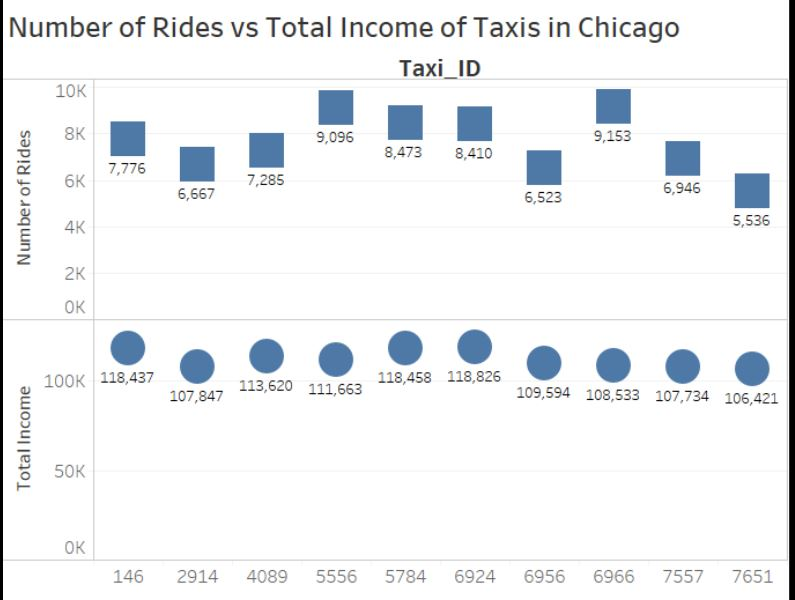 Number of Rides vs Total Income of Taxis in Chicago
Taxi_ID
Number of Rides
10K
8K
6K
4K
2K
0K
7,776
6,667
7,285
9,096
8,473
8,410
6,523
9,153
6,946
5,536
Total Income
100K
50K
0K
118,437
107,847
113,620
111,663
118,458
118,826
109,594
108,533
107,734
106,421
146 2914 4089 5556 5784 6924 6956 6966 7557 7651